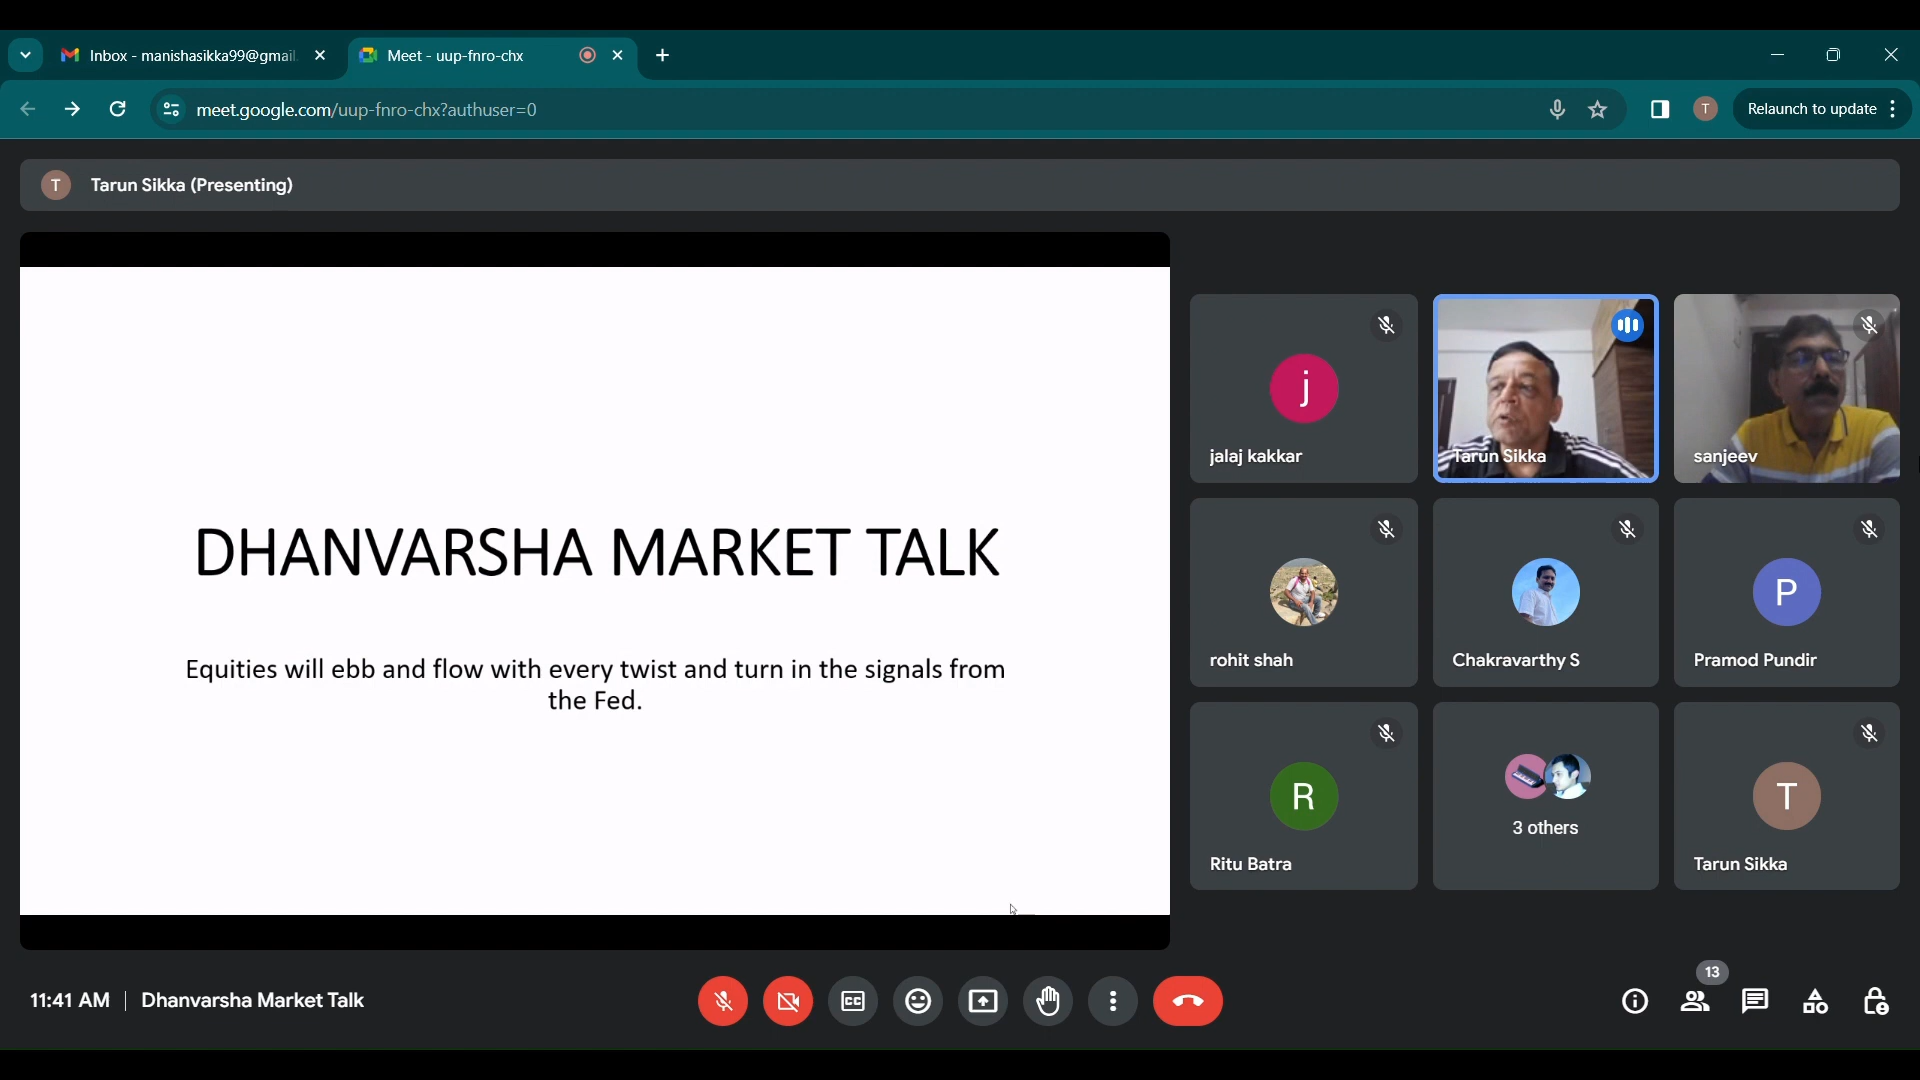 Inbox - manishasikka99@gmail.
Meet - uup-fnro-chx
meet.google.com/uup-fnro-chx?authuser=0
T
Relaunch to update
T
Tarun Sikka (Presenting)
DHANVARSHA MARKET TALK
Equities will ebb and flow with every twist and turn in the signals from
the Fed.
j
jalaj kakkar
Tarun Sikka
sanjeev
rohit shah
Chakravarthy S
P
Pramod Pundir
R
Ritu Batra
3 others
T
Tarun Sikka
11:41 AM
Dhanvarsha Market Talk
CC
13